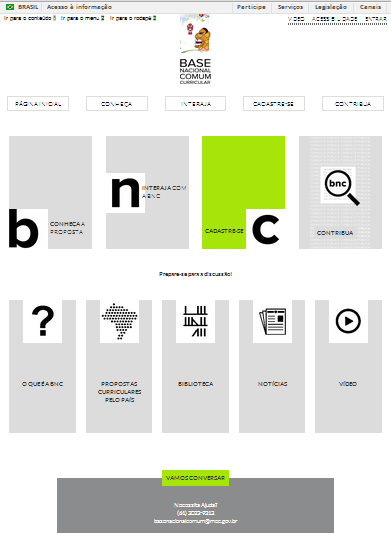 BRASIL Acesso à informação Participe Serviços Legislação Canais
Ir para o conteúdo 1 Ir para o menu 2 Ir para o rodapé 3 VÍDEO ACESSIBILIDADE ENTRAR
BASE
NACIONAL
COMUM
CURRICULAR
PÁGINA INICIAL CONHEÇA INTERAJA CADASTRE-SE CONTRIBUA
b CONHEÇA A
PROPOSTA
n INTERAJA COM
A BNC
CADASTRE-SE c
bnc
CONTRIBUA
Prepare-se para a discussão!
?
O QUE É A BNC
PROPOSTAS
CURRICULARES
PELO PAÍS
BIBLIOTECA
NOTÍCIAS
VÍDEO
VAMOS CONVERSAR
Necessita Ajuda?
basenacionalcomum@mec.gov.br